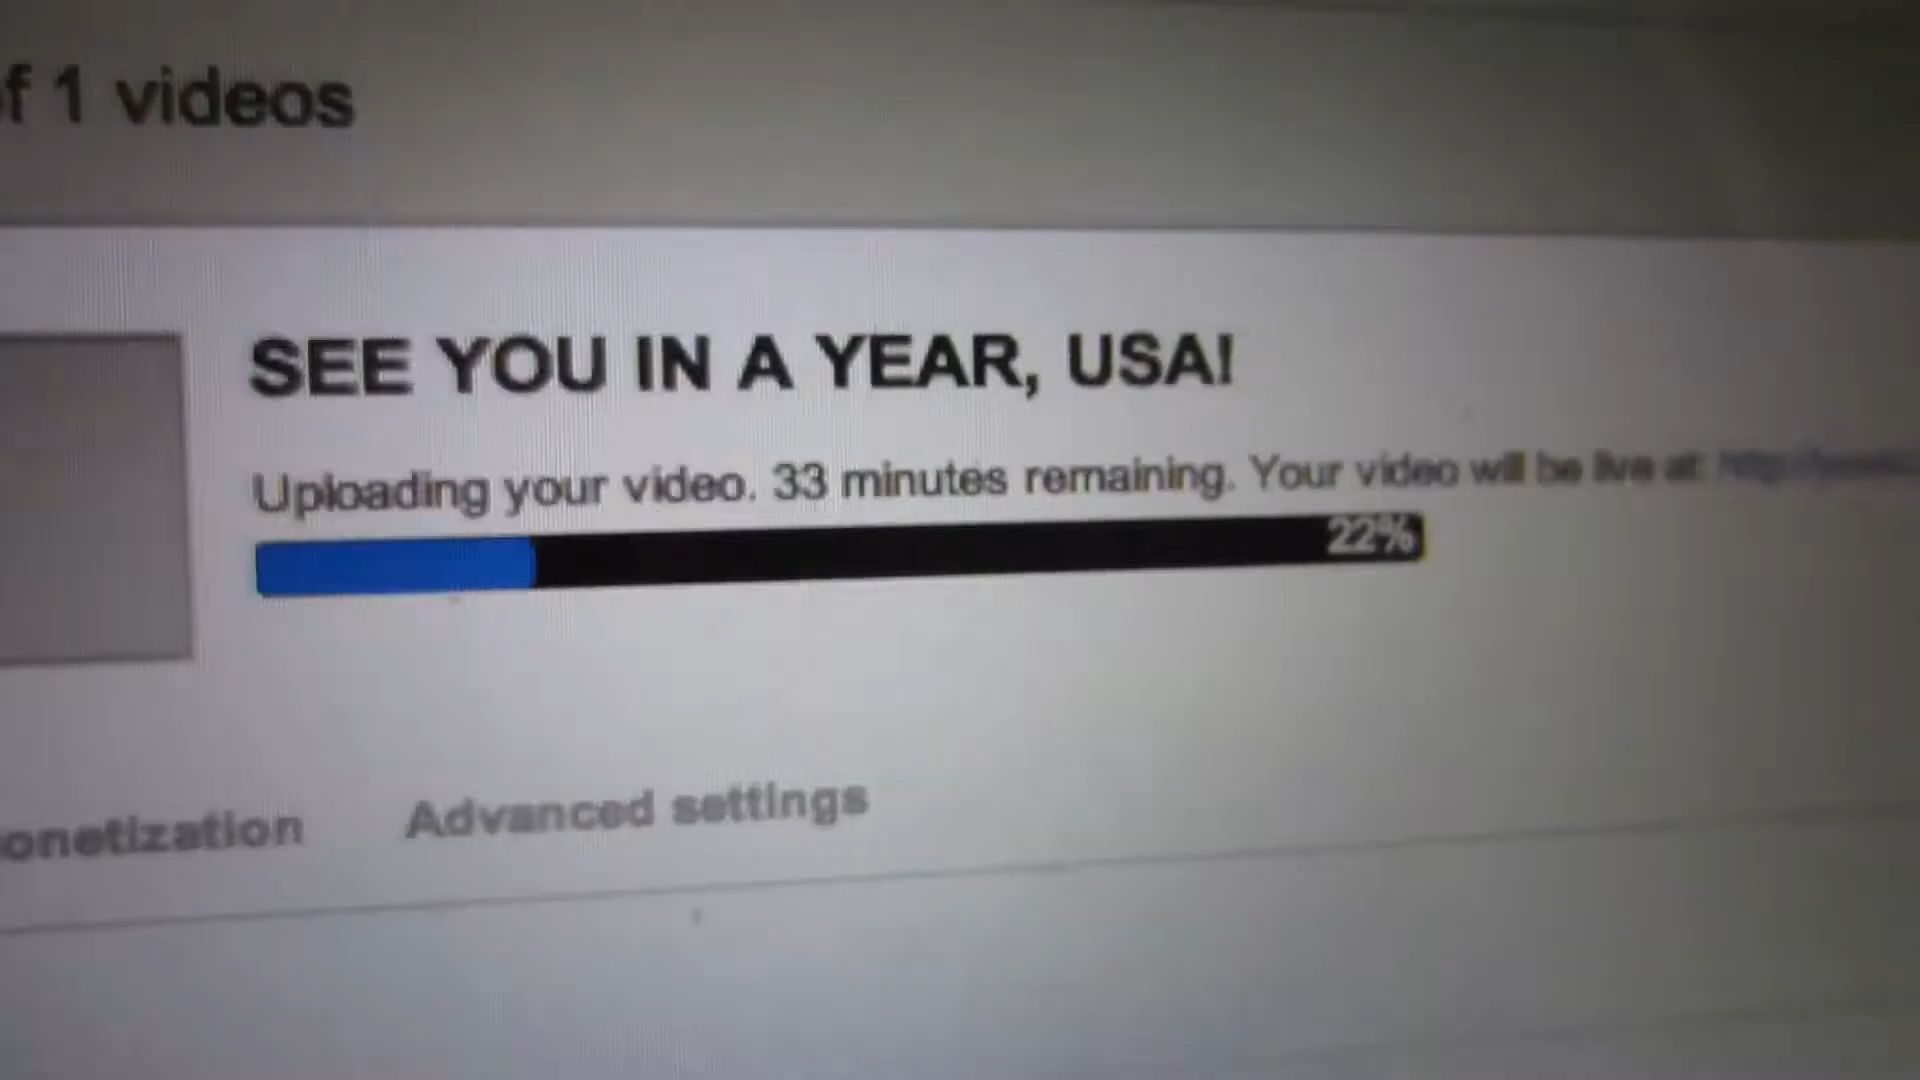 f 1 videos
SEE YOU IN A YEAR, USA!
Uploading your video. 33 minutes remaining. Your video will be live at:
22%
onetization Advanced settings